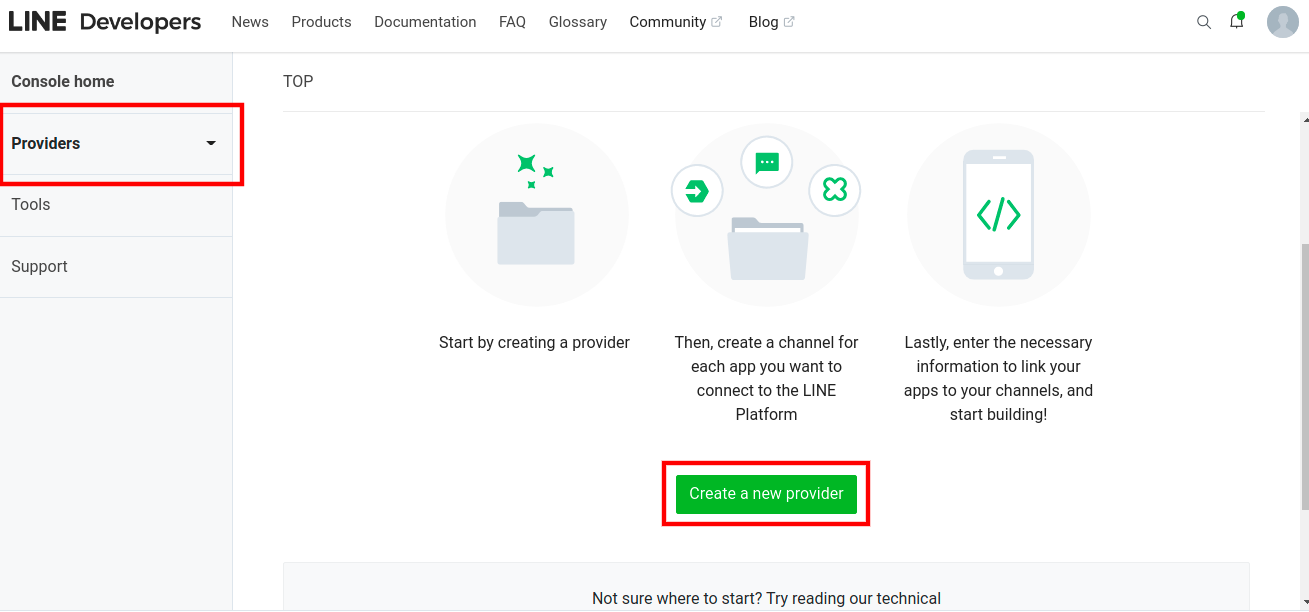 LINE Developers News Products Documentation FAQ Glossary Community Blog
Console home
Providers
Tools
Support
TOP
Start by creating a provider
Then, create a channel for
each app you want to
connect to the LINE
Platform
Lastly, enter the necessary
information to link your
apps to your channels, and
start building!
Create a new provider
Not sure where to start? Try reading our technical